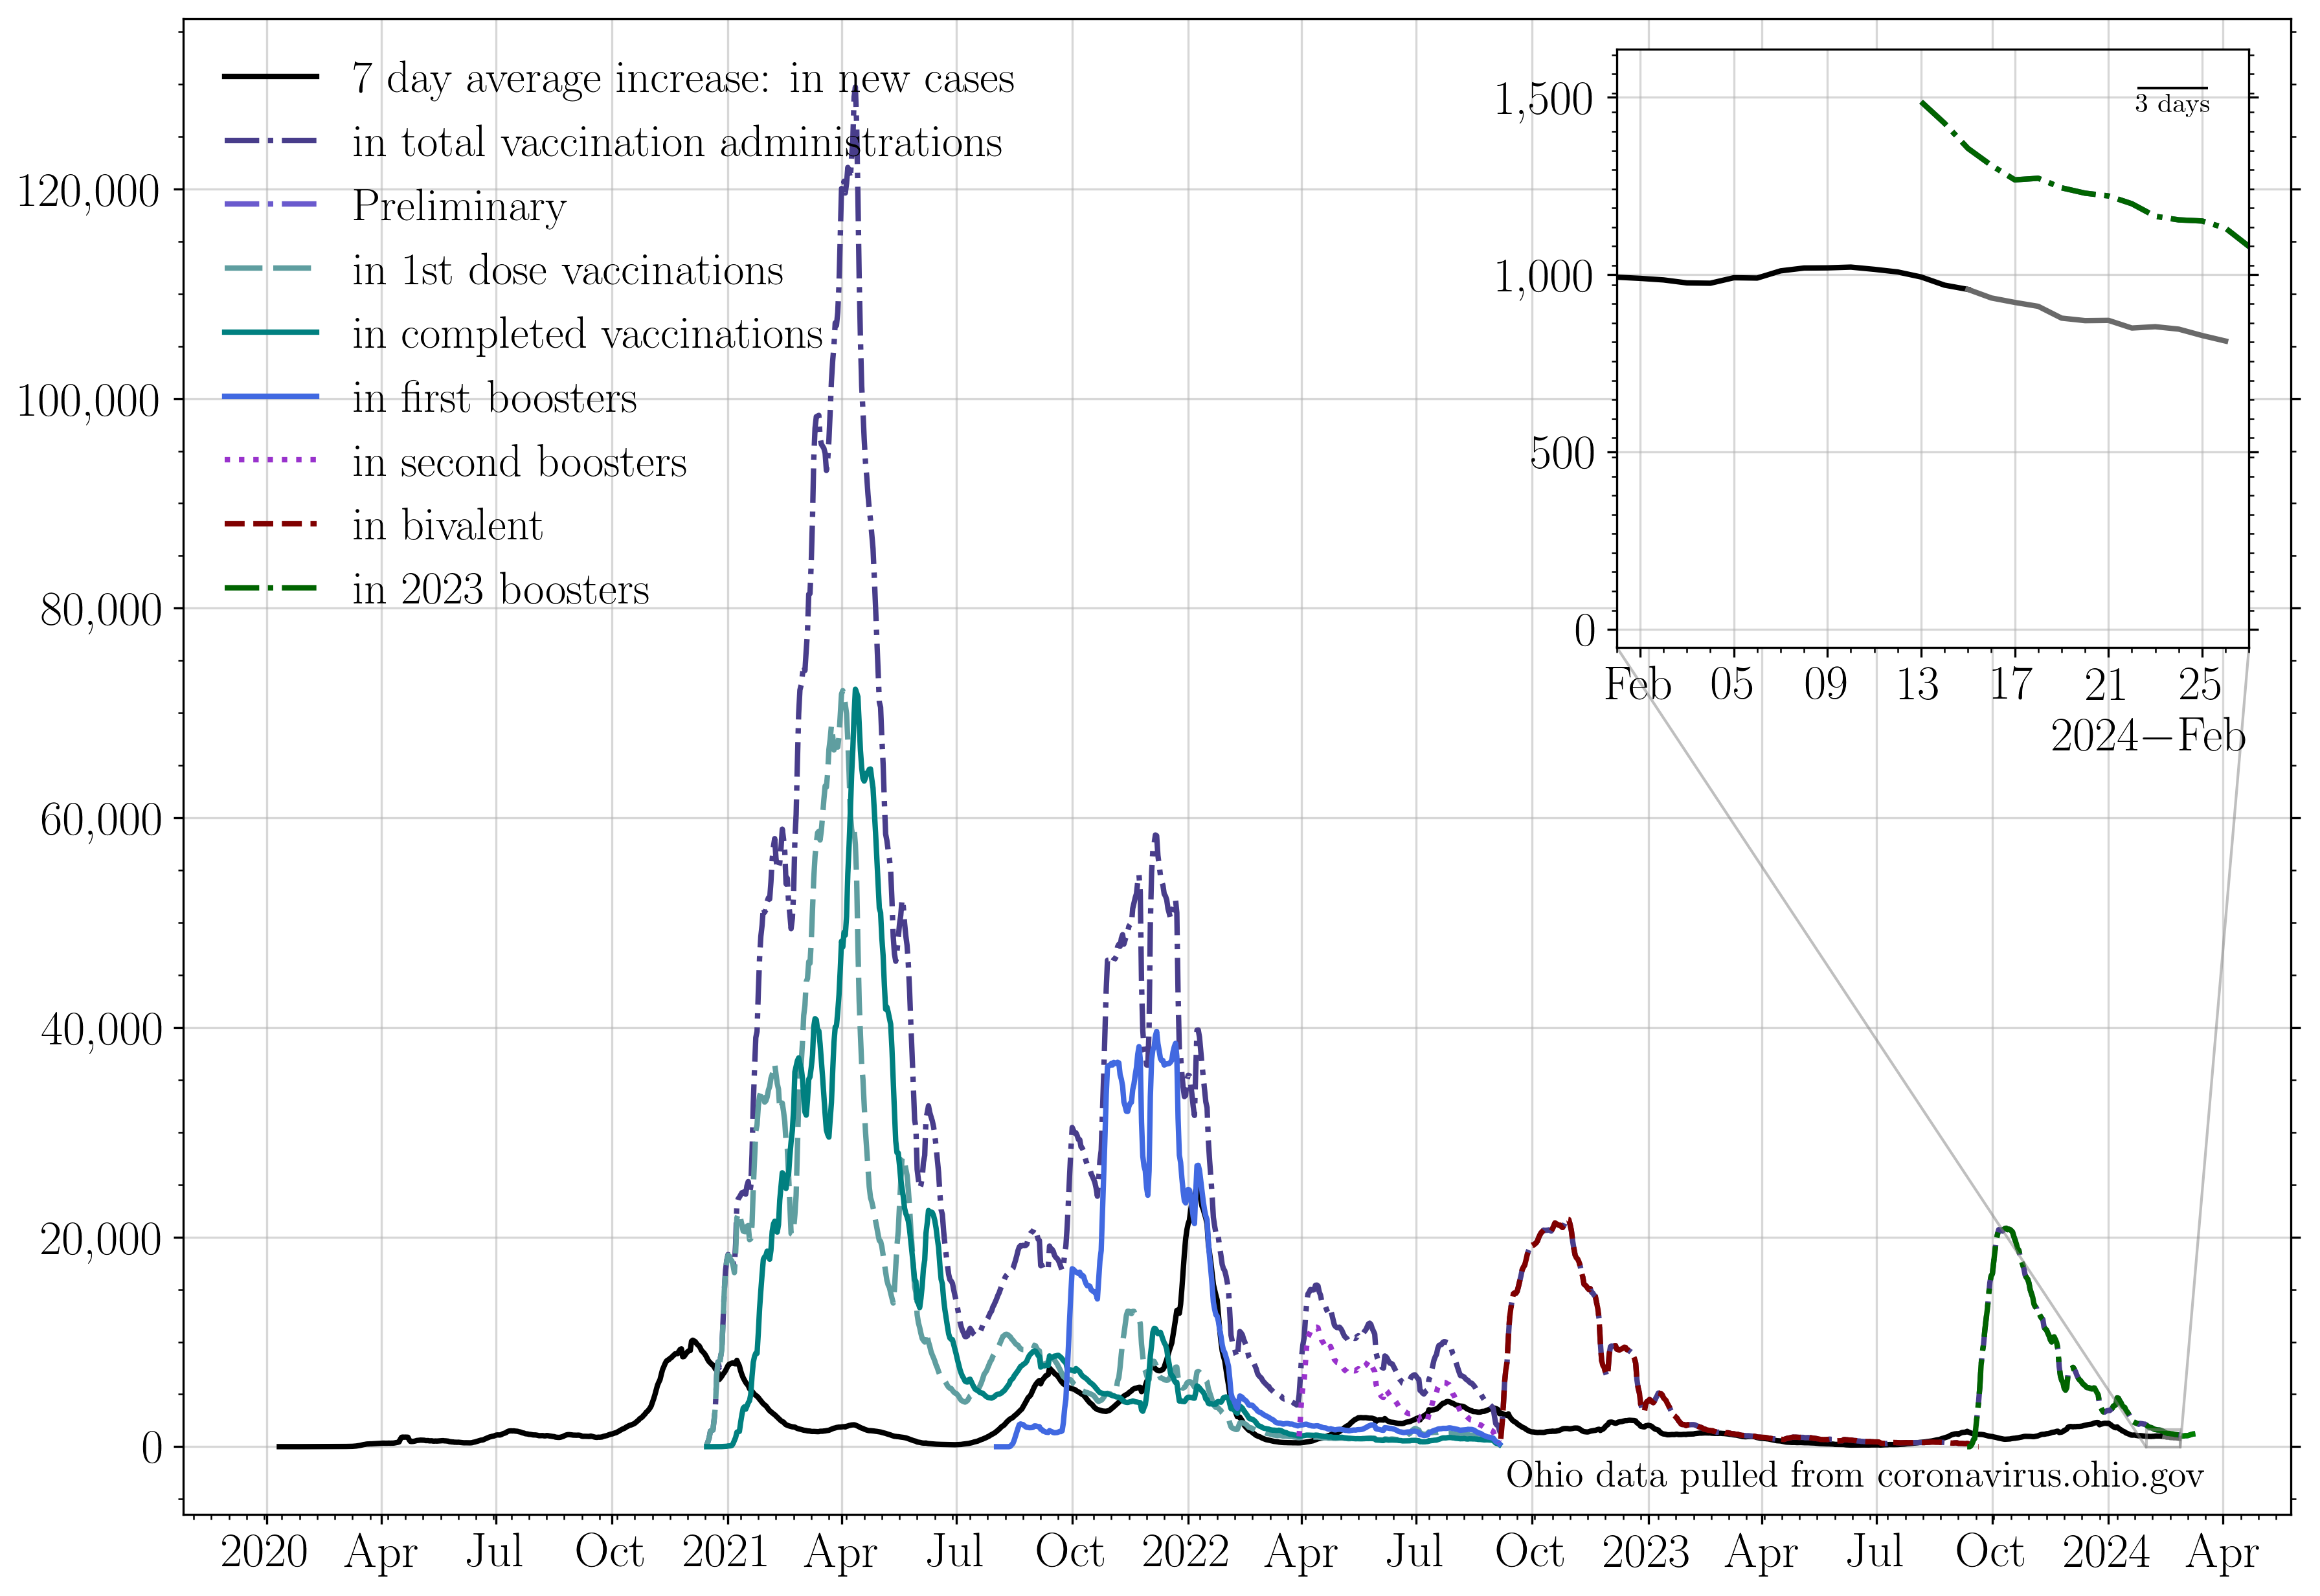 7 day average increase: in new cases
in total vaccination administrations
Preliminary
in 1st dose vaccinations
in completed vaccinations
in first boosters
in second boosters
in bivalent
in 2023 boosters
120,000
100,000
80,000
60,000
40,000
20,000
0
3 days
1,500
1,000
500
0
Feb 05 09 13 17 21 25
2024−Feb
Ohio data pulled from coronavirus.ohio.gov
2020 Apr Jul Oct 2021 Apr Jul Oct 2022 Apr Jul Oct 2023 Apr Jul Oct 2024 Apr